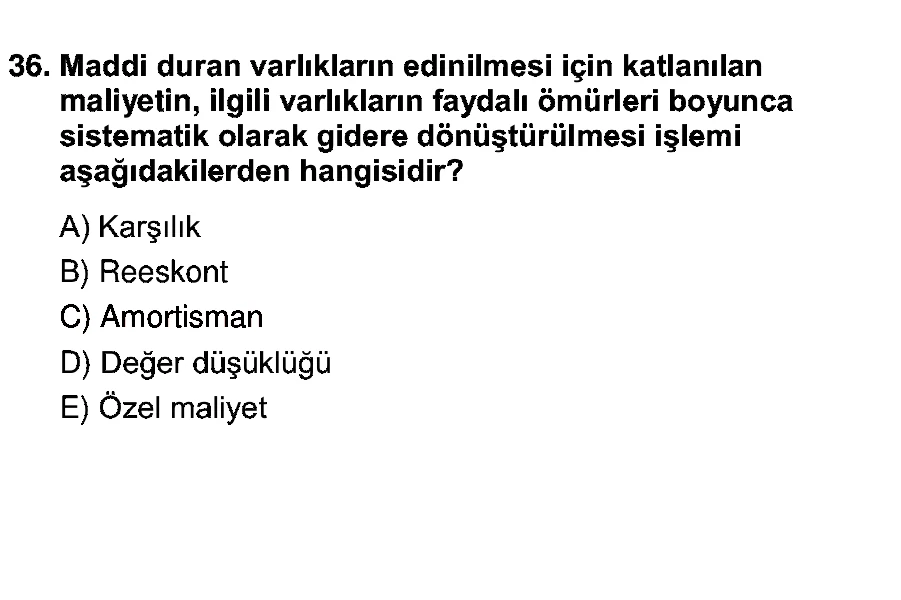 36. Maddi duran varlıkların edinilmesi için katlanılan
maliyetin, ilgili varlıkların faydalı ömürleri boyunca
sistematik olarak gidere dönüştürülmesi işlemi
aşağıdakilerden hangisidir?
A) Karşılık
B) Reeskont
C) Amortisman
D) Değer düşüklüğü
E) Özel maliyet